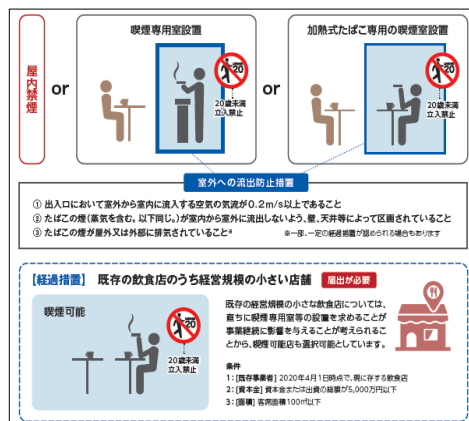 喫煙専用室設置
加熱式たばこ専用の喫煙室設置
屋内禁煙
or
20
20歳未満
立入禁止
or
20
20歳未満
立入禁止
室外への流出防止措置
① 出入口において室外から室内に流入する空気の気流が0.2m/s以上であること
② たばこの煙(蒸気を含む。以下同じ。)が室内から室外に流出しないよう、壁、天井等によって区画されていること
③ たばこの煙が屋外又は外部に排気されていること※
※一部、一定の経過措置が認められる場合もあります
【経過措置】 既存の飲食店のうち経営規模の小さい店舗
届出が必要
喫煙可能
20
20歳未満
立入禁止
既存の経営規模の小さな飲食店については、
直ちに喫煙専用室等の設置を求めることが
事業継続に影響を与えることが考えられるこ
とから、喫煙可能店も選択可能としています。
条件
1:[既存事業者] 2020年4月1日時点で、現に存する飲食店
2:[資本金] 資本金または出資の総額が5,000万円以下
3:[面積] 客席面積100㎡以下